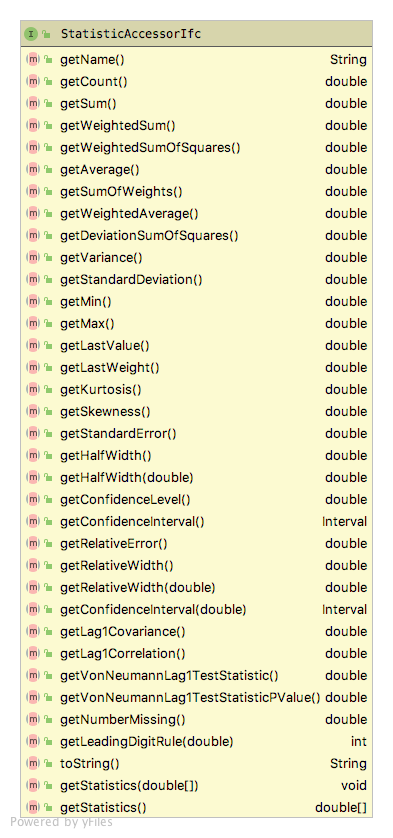 I StatisticAccessorIfc
m getName() String
m getCount() double
m getSum() double
m getWeightedSum() double
m getWeightedSumOfSquares() double
m getAverage() double
m getSumOfWeights() double
m getWeightedAverage() double
m getDeviationSumOfSquares() double
m getVariance() double
m getStandardDeviation() double
m getMin() double
m getMax() double
m getLastValue() double
m getLastWeight() double
m getKurtosis() double
m getSkewness() double
m getStandardError() double
m getHalfWidth() double
m getHalfWidth(double) double
m getConfidenceLevel() double
m getConfidenceInterval() Interval
m getRelativeError() double
m getRelativeWidth() double
m getRelativeWidth(double) double
m getConfidenceInterval(double) Interval
m getLag1Covariance() double
m getLag1Correlation() double
m getVonNeumannLag1TestStatistic() double
m getVonNeumannLag1TestStatisticPValue() double
m getNumberMissing() double
m getLeadingDigitRule(double) int
m toString() String
m getStatistics(double[]) void
m getStatistics() double[]
Powered by yFiles